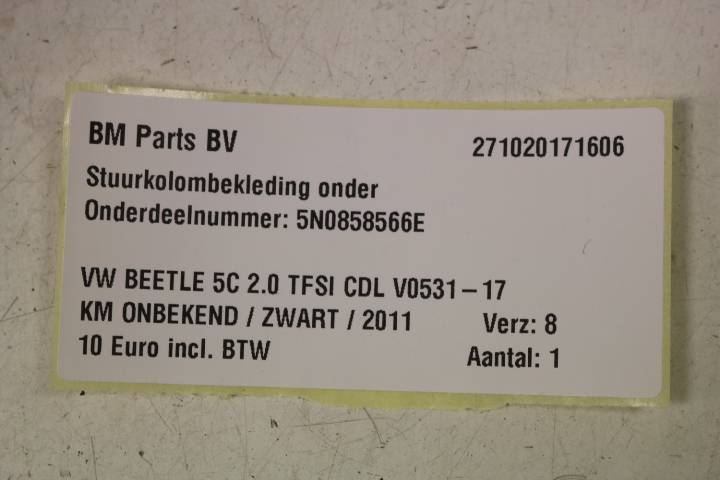 BM Parts BV 271020171606
Stuurkolombekleding onder
Onderdeelnummer: 5N0858566E
VW BEETLE 5C 2.0 TFSI CDL V0531-17
KM ONBEKEND / ZWART / 2011 Verz: 8
10 Euro incl. BTW Aantal: 1